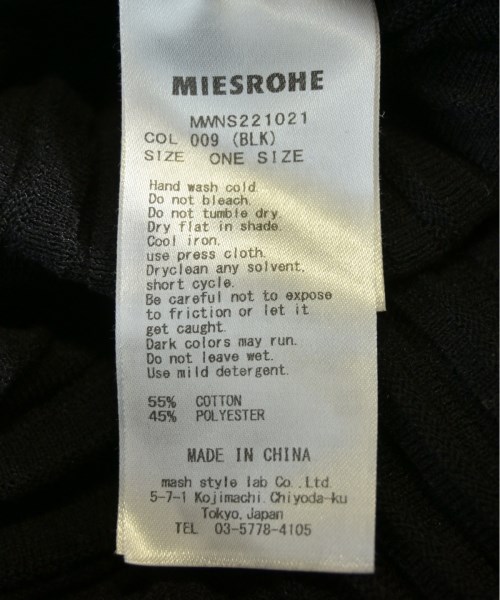 MIESROHE
MWNS221021
COL 009 (BLK)
SIZE ONE SIZE
Hand wash cold.
Do not bleach.
Do not tumble dry.
Dry flat in shade.
Cool iron.
use press cloth.
Dryclean any solvent,
short cycle.
Be careful not to expose
to friction or let it
get caught.
Dark colors may run.
Do not leave wet.
Use mild detergent.
55% COTTON
45% POLYESTER
MADE IN CHINA
mash style lab Co.,Ltd.
5-7-1 Kojimachi.Chiyoda-ku
Tokyo,Japan
TEL 03-5778-4105